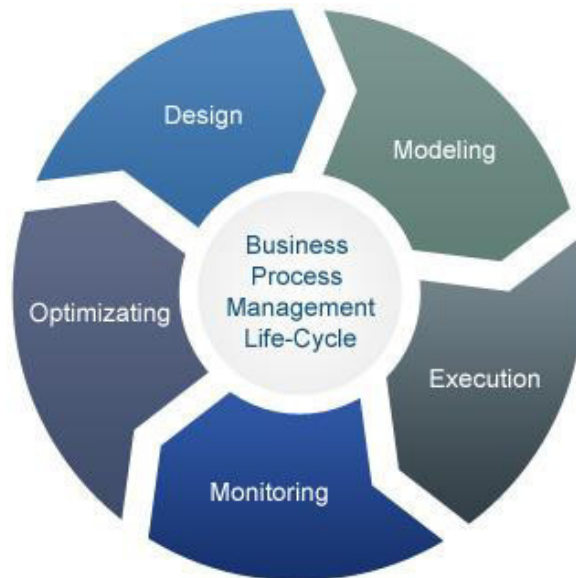 Design
Modeling
Business
Process
Management
Life-Cycle
Optimizating
Execution
Monitoring